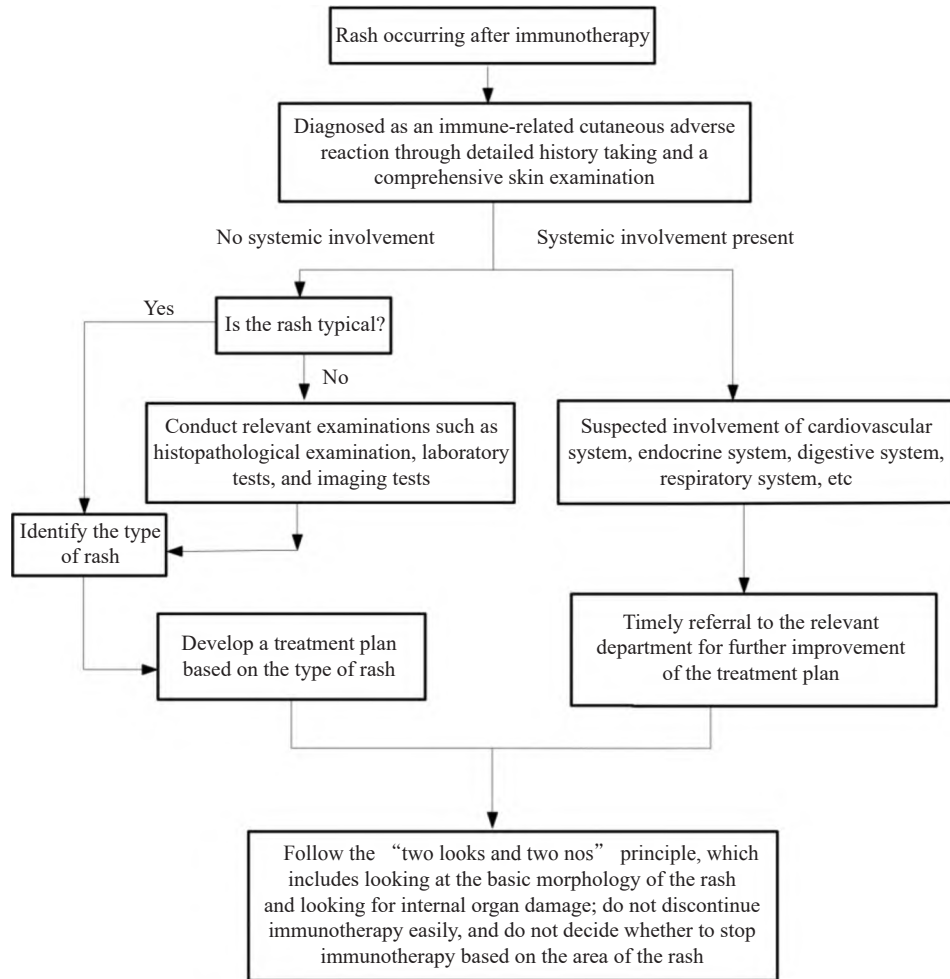 Rash occurring after immunotherapy
Diagnosed as an immune-related cutaneous adverse
reaction through detailed history taking and a
comprehensive skin examination
No systemic involvement
Systemic involvement present
Yes
Is the rash typical?
No
Conduct relevant examinations such as
histopathological examination, laboratory
tests, and imaging tests
Suspected involvement of cardiovascular
system, endocrine system, digestive system,
respiratory system, etc
Identify the type
of rash
Develop a treatment plan
based on the type of rash
Timely referral to the relevant
department for further improvement
of the treatment plan
Follow the “two looks and two nos” principle, which
includes looking at the basic morphology of the rash
and looking for internal organ damage; do not discontinue
immunotherapy easily, and do not decide whether to stop
immunotherapy based on the area of the rash